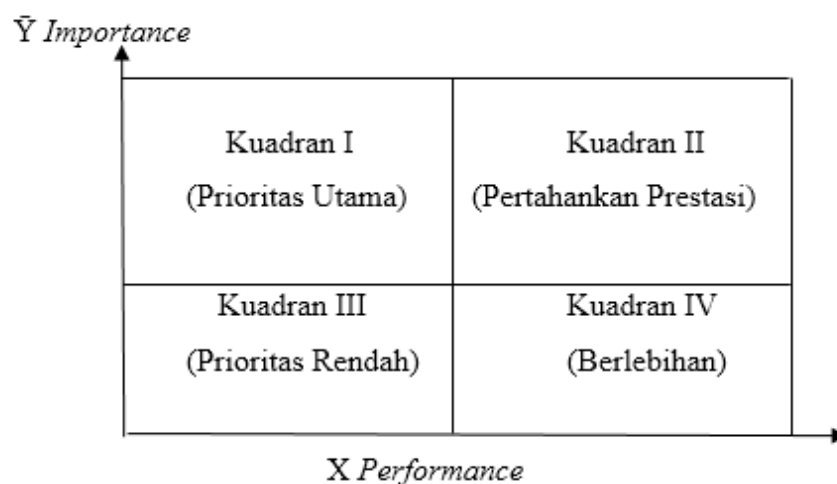 Ȳ Importance
Kuadran I
(Prioritas Utama)
Kuadran II
(Pertahankan Prestasi)
Kuadran III
(Prioritas Rendah)
Kuadran IV
(Berlebihan)
X Performance